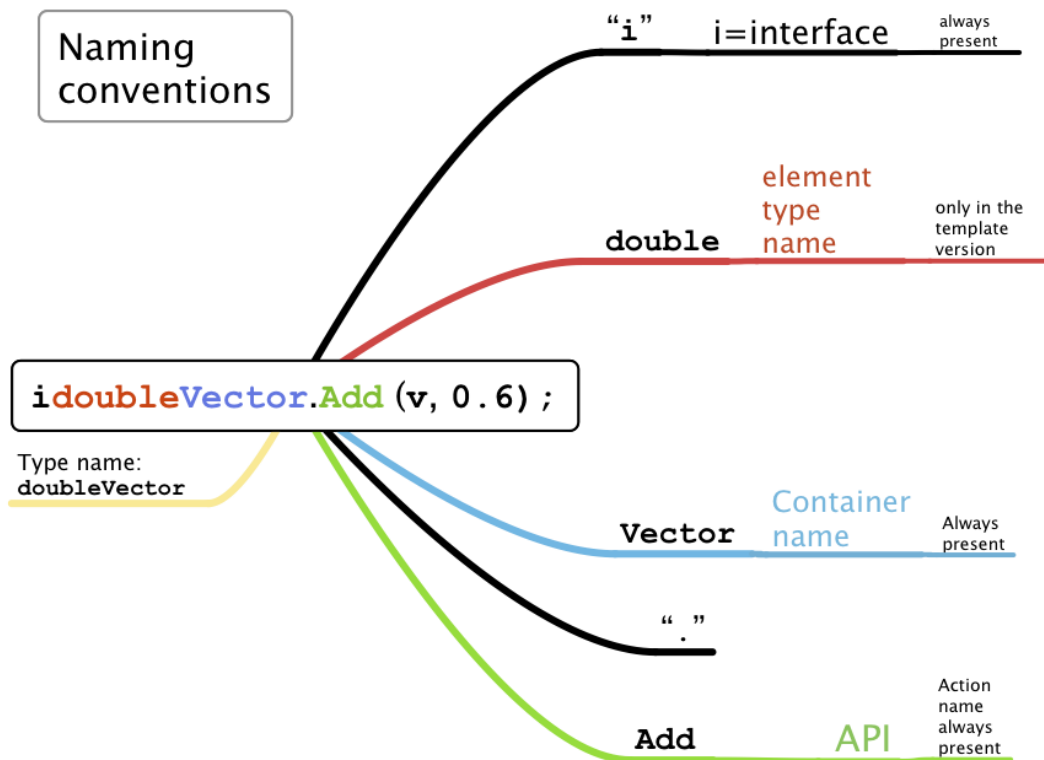 Naming
conventions
“i”
i=interface
always
present
element
type
name
double
only in the
template
version
idoubleVector.Add(v, 0.6);
Type name:
doubleVector
Vector
Container
name
Always
present
“.”
Add
API
Action
name
always
present